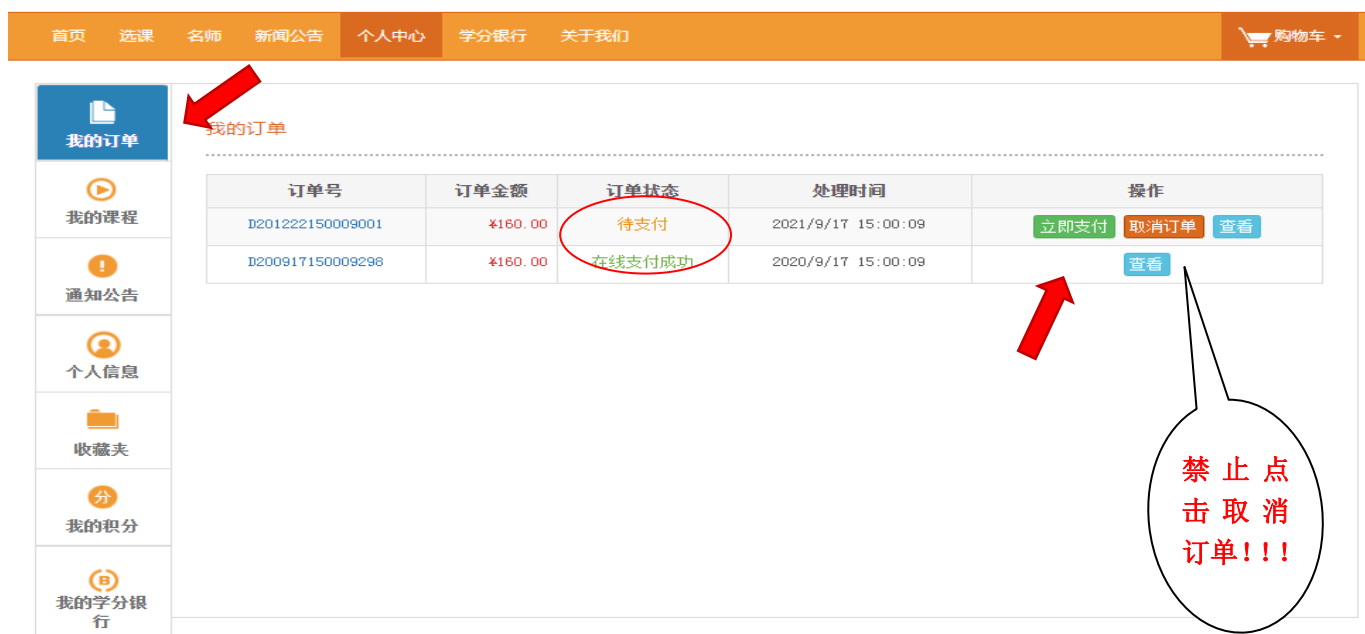 首页 选课 名师 新闻公告 个人中心 学分银行 关于我们 购物车
我的订单
我的课程
通知公告
个人信息
收藏夹
分
我的积分
B
我的学分银
行
我的订单
订单号 订单金额 订单状态 处理时间 操作
D201222150009001 ¥160.00 待支付 2021/9/17 15:00:09 立即支付 取消订单 查看
D200917150009298 ¥160.00 在线支付成功 2020/9/17 15:00:09 查看
禁止点
击取消
订单!!!